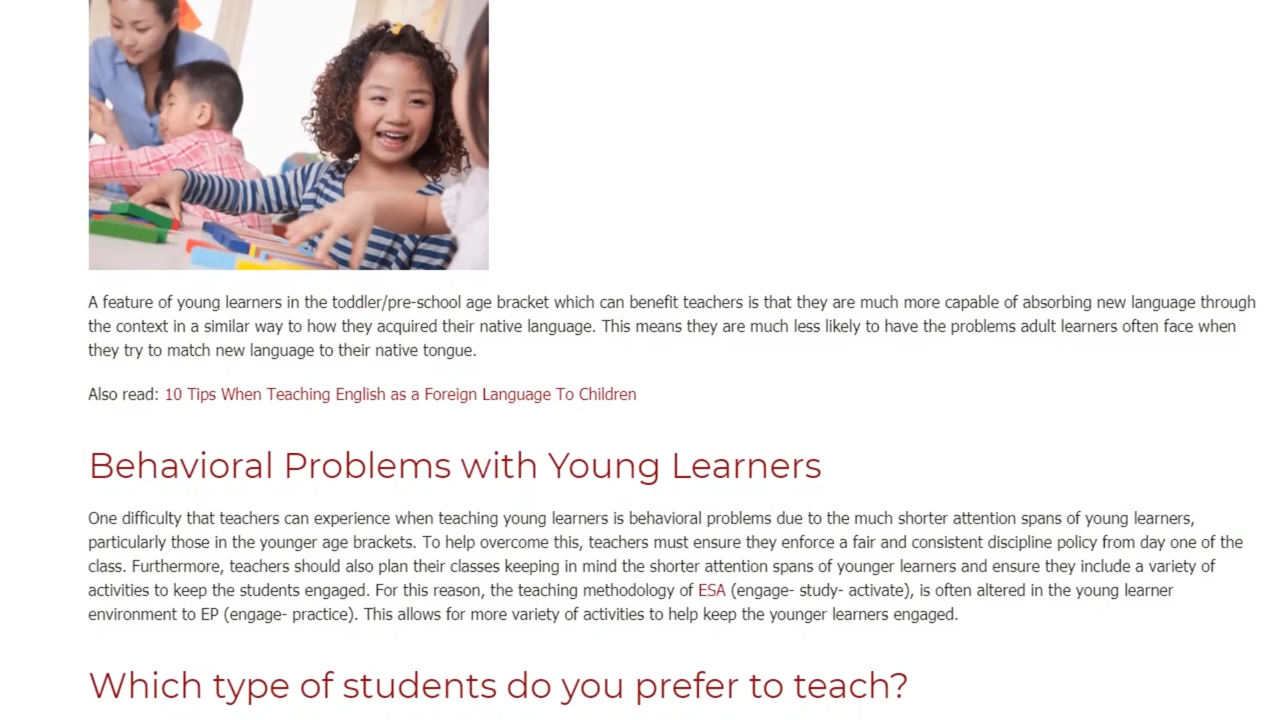 A feature of young learners in the toddler/pre-school age bracket which can benefit teachers is that they are much more capable of absorbing new language through
the context in a similar way to how they acquired their native language. This means they are much less likely to have the problems adult learners often face when
they try to match new language to their native tongue.
Also read: 10 Tips When Teaching English as a Foreign Language To Children
Behavioral Problems with Young Learners
One difficulty that teachers can experience when teaching young learners is behavioral problems due to the much shorter attention spans of young learners,
particularly those in the younger age brackets. To help overcome this, teachers must ensure they enforce a fair and consistent discipline policy from day one of the
class. Furthermore, teachers should also plan their classes keeping in mind the shorter attention spans of younger learners and ensure they include a variety of
activities to keep the students engaged. For this reason, the teaching methodology of ESA (engage- study- activate), is often altered in the young learner
environment to EP (engage- practice). This allows for more variety of activities to help keep the younger learners engaged.
Which type of students do you prefer to teach?